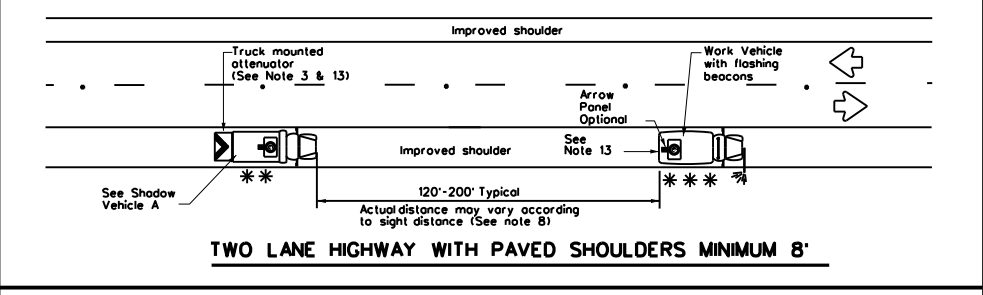 Improved shoulder
Truck mounted
attenuator
(See Note 3 & 13)
Work Vehicle
with flashing
beacons
Arrow
Panel
Optional
See
Note 13
Improved shoulder
See Shadow
Vehicle A
120'-200' Typical
Actual distance may vary according
to sight distance (See note 8)
TWO LANE HIGHWAY WITH PAVED SHOULDERS MINIMUM 8'